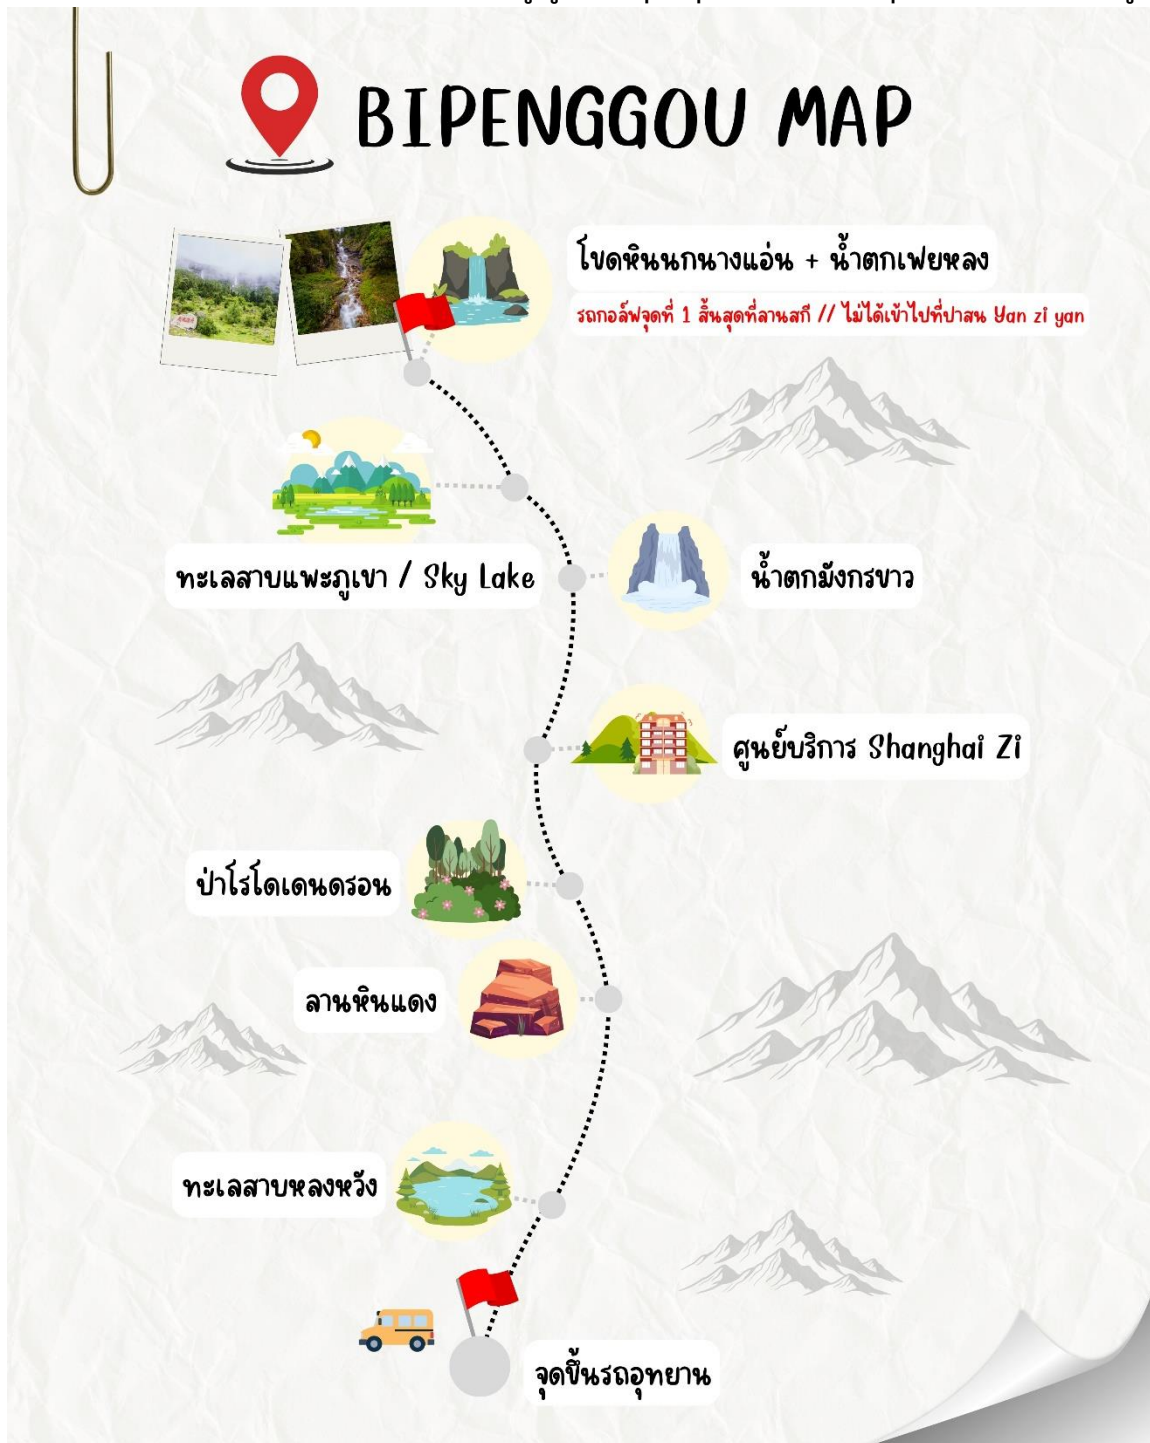 BIPENGGOU MAP
โขดหินนกนางแอ่น + น้ำตกเฟยหลง
รถกอล์ฟจุดที่ 1 สิ้นสุดที่ลานสกี // ไม่ได้เข้าไปที่ปาสน Yan zi yan
ทะเลสาบแพะภูเขา / Sky Lake
น้ำตกมังกรขาว
ศูนย์บริการ Shanghai Zi
ป่าโรโดเดนดรอน
ลานหินแดง
ทะเลสาบหลงหวัง
จุดขึ้นรถอุทยาน